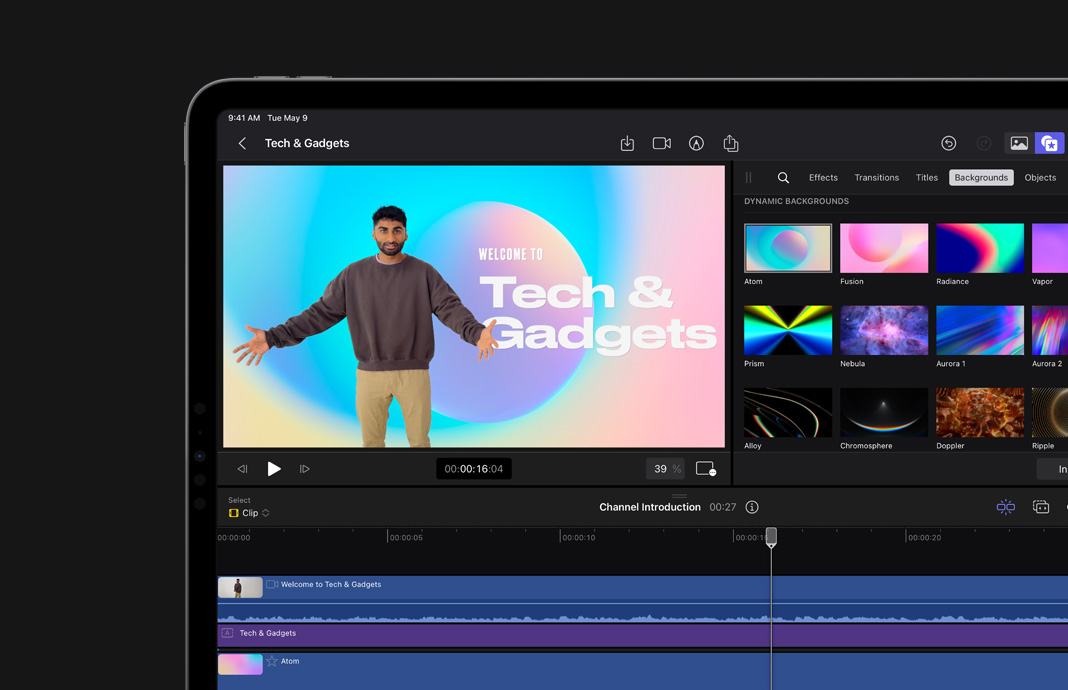 9:41 AM Tue May 9
Tech & Gadgets
Effects Transitions Titles Backgrounds Objects
DYNAMIC BACKGROUNDS
WELCOME TO
Tech &
Gadgets
Atom Fusion Radiance Vapor
Prism Nebula Aurora 1 Aurora 2
Alloy Chromosphere Doppler Ripple
00:00:16:04
39 %
In
Select
Clip
Channel Introduction 00:27
00:00:00 00:00:05 00:00:10 00:00:15 00:00:20
Welcome to Tech & Gadgets
Tech & Gadgets
Atom